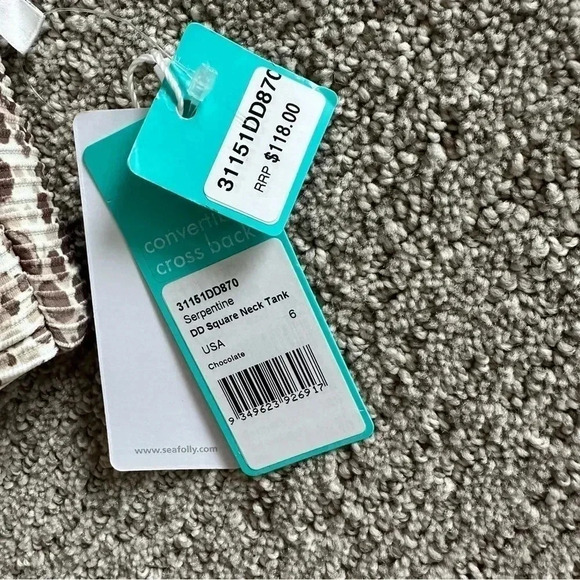 31151DD870
RRP $118.00
cross back
31151DD870
Serpentine
DD Square Neck Tank
USA 6
Chocolate
9 349623 926917
www.seafolly.com